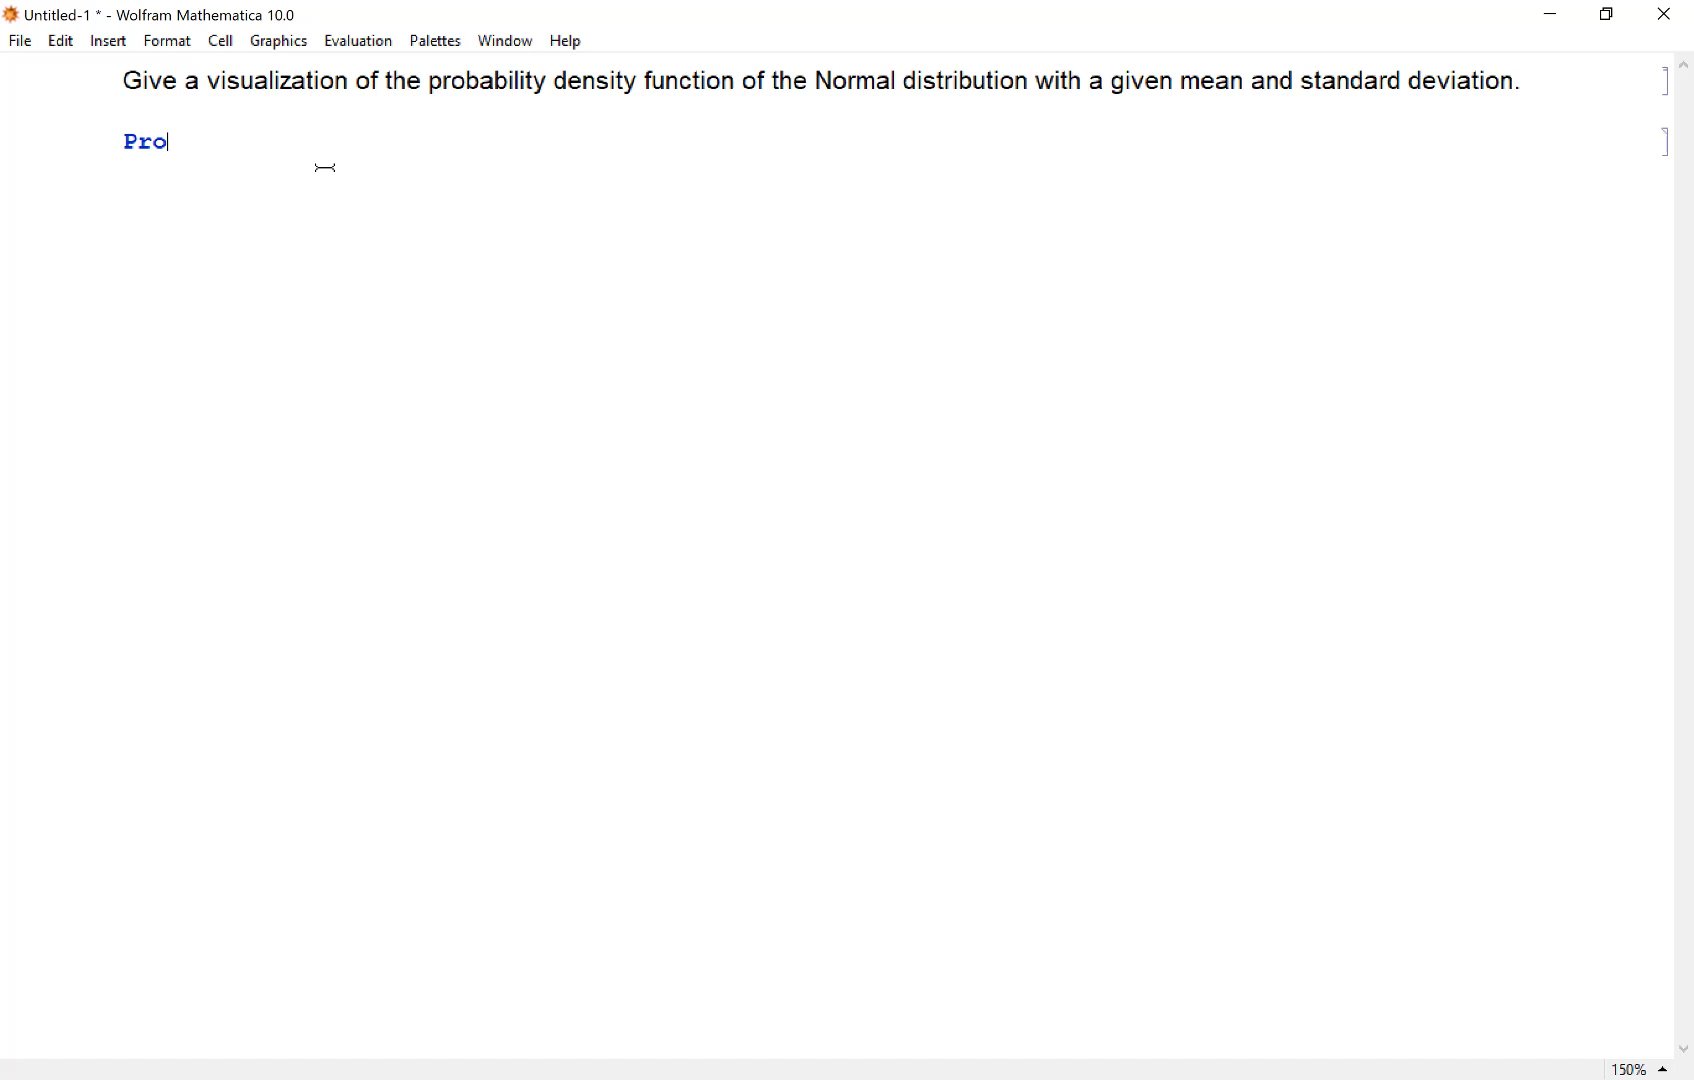 Untitled-1 * - Wolfram Mathematica 10.0
File Edit Insert Format Cell Graphics Evaluation Palettes Window Help
Give a visualization of the probability density function of the Normal distribution with a given mean and standard deviation.
Pro
150%